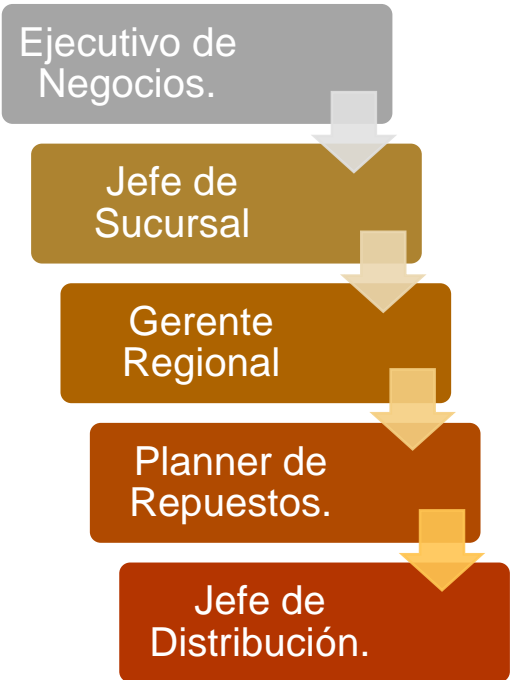 Ejecutivo de
Negocios.
Jefe de
Sucursal
Gerente
Regional
Planner de
Repuestos.
Jefe de
Distribución.